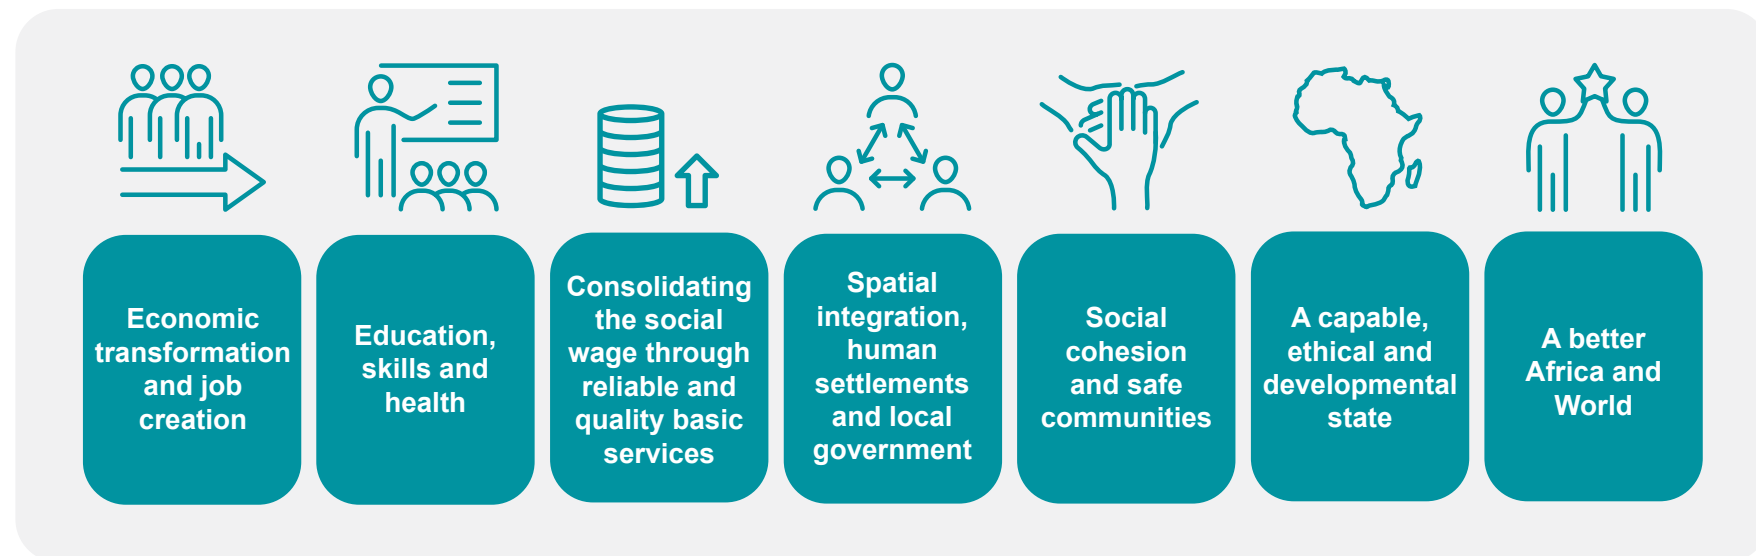 Economic
transformation
and job
creation
Education,
skills and
health
Consolidating
the social
wage through
reliable and
quality basic
services
Spatial
integration,
human
settlements
and local
government
Social
cohesion
and safe
communities
A capable,
ethical and
developmental
state
A better
Africa and
World